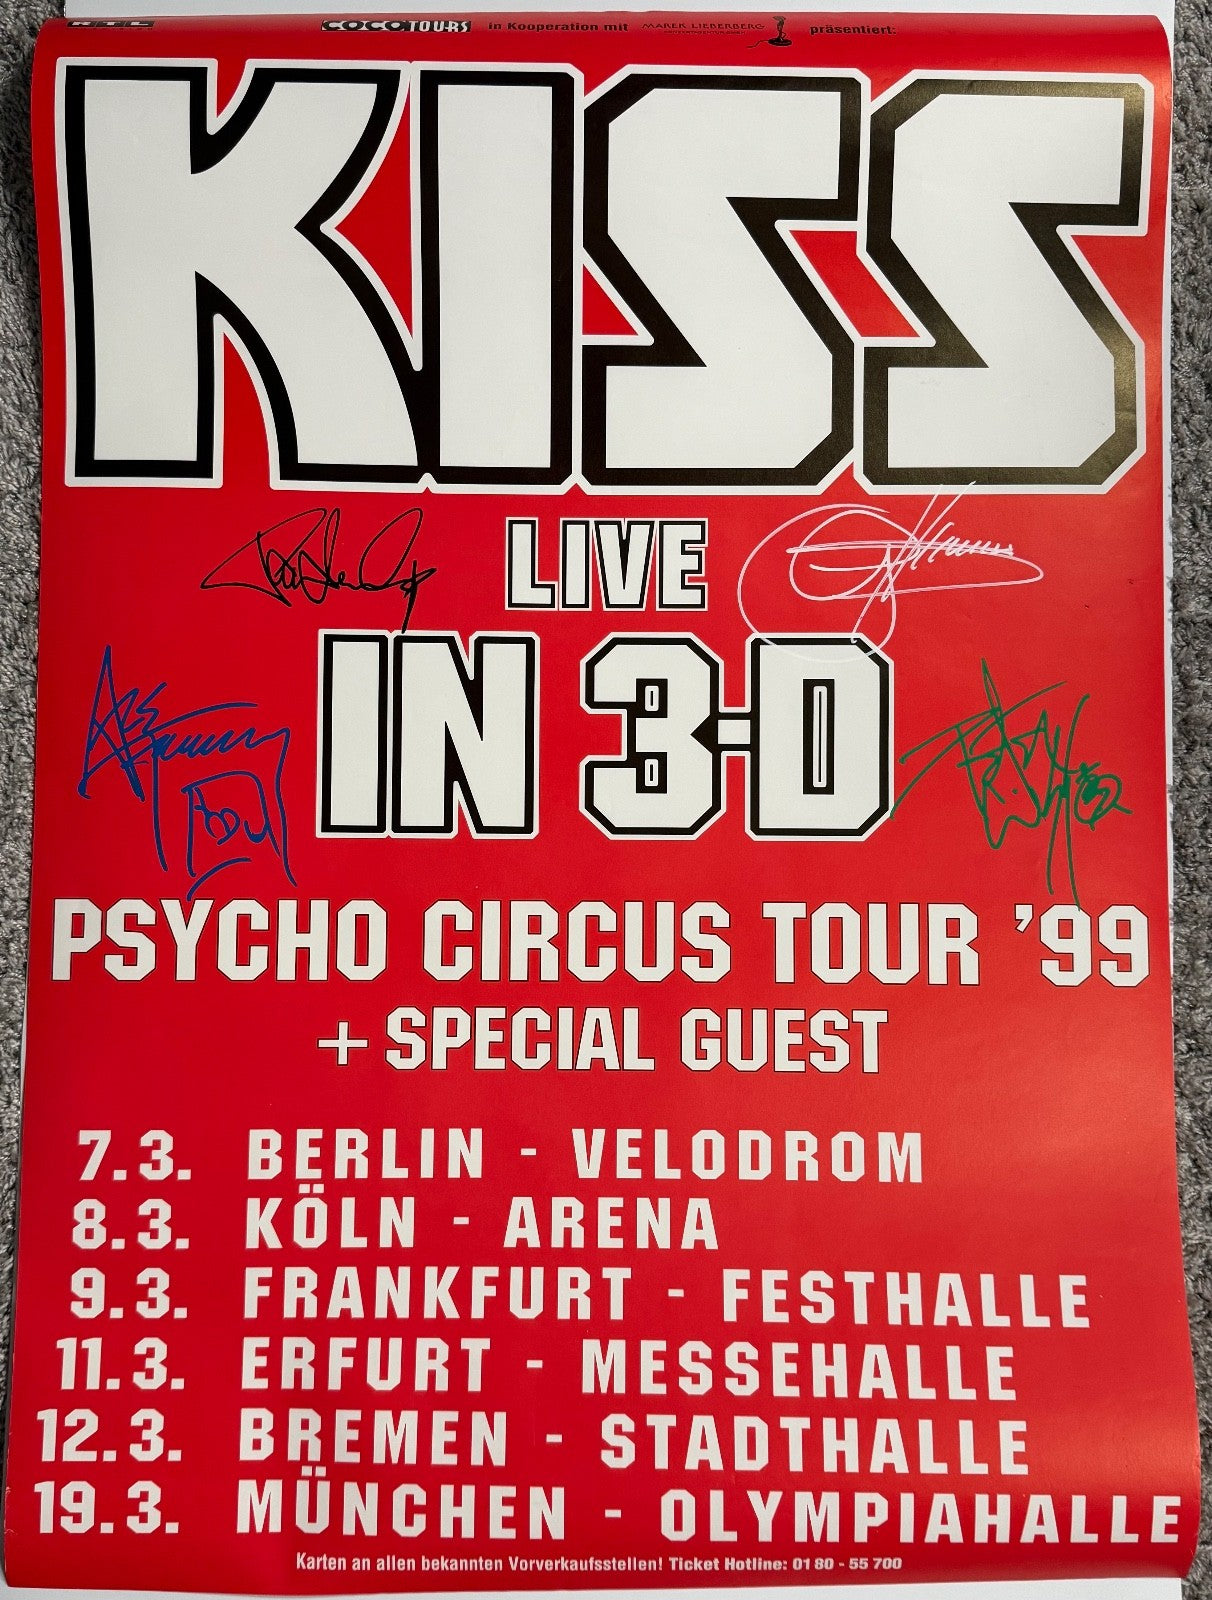 COCO TOURS in Kooperation mit MAREK LIEBERBERG präsentiert:
KISS
LIVE
IN 3-D
PSYCHO CIRCUS TOUR '99
+ SPECIAL GUEST
7.3. BERLIN - VELODROM
8.3. KÖLN - ARENA
9.3. FRANKFURT - FESTHALLE
11.3. ERFURT - MESSEHALLE
12.3. BREMEN - STADTHALLE
19.3. MÜNCHEN - OLYMPIAHALLE
Karten an allen bekannten Vorverkaufsstellen! Ticket Hotline: 01 80 - 55 700